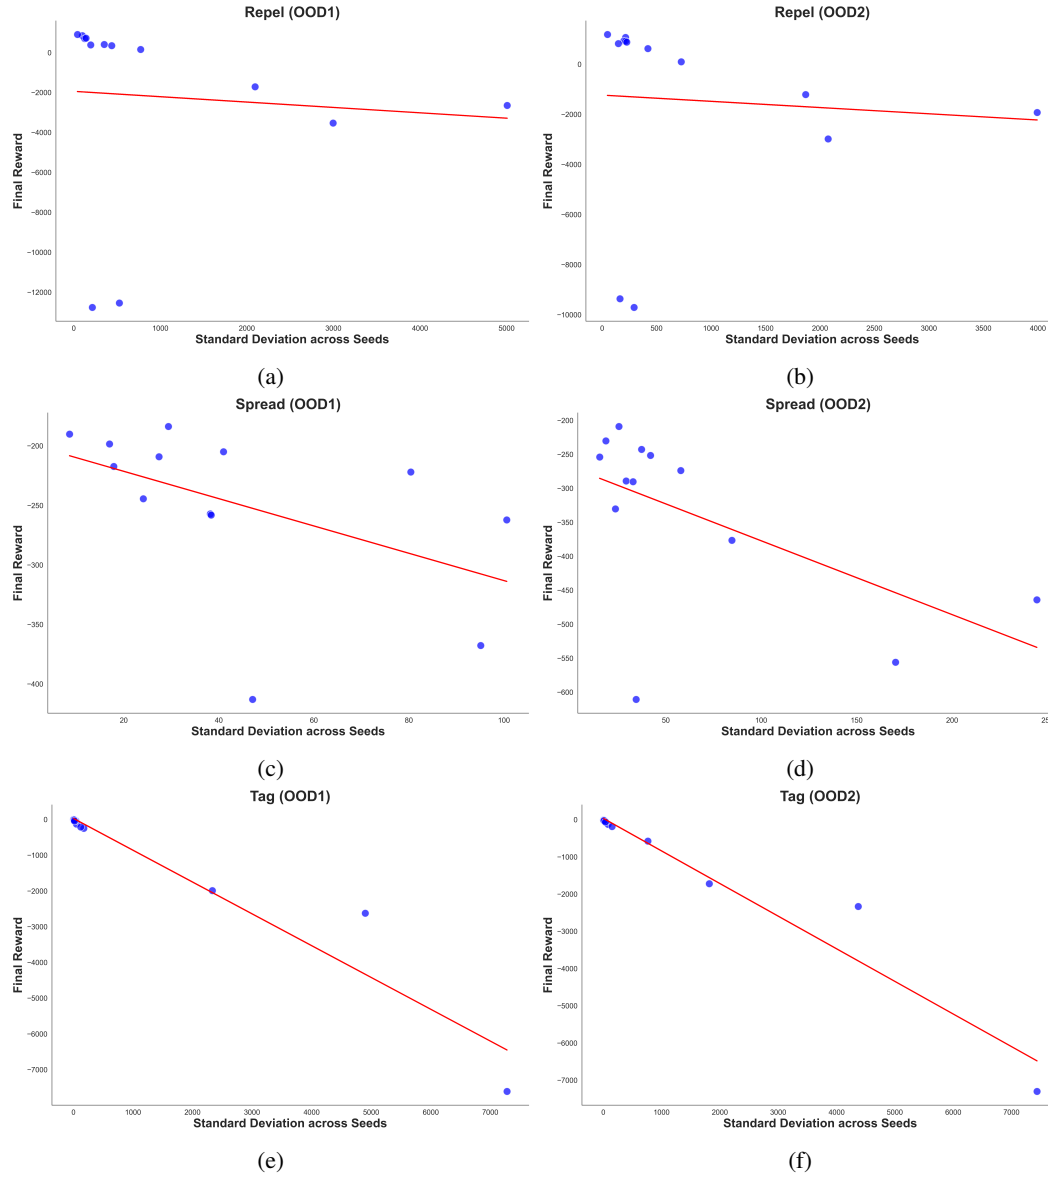 Repel (OOD1)
0
−2000
−4000
−6000
−8000
−10000
−12000
Final Reward
0 1000 2000 3000 4000 5000
Standard Deviation across Seeds
(a)
Repel (OOD2)
0
−2000
−4000
−6000
−8000
−10000
Final Reward
0 500 1000 1500 2000 2500 3000 3500 4000
Standard Deviation across Seeds
(b)
Spread (OOD1)
−200
−250
−300
−350
−400
Final Reward
20 40 60 80 100
Standard Deviation across Seeds
(c)
Spread (OOD2)
−200
−250
−300
−350
−400
−450
−500
−550
−600
Final Reward
50 100 150 200
Standard Deviation across Seeds
(d)
Tag (OOD1)
0
−1000
−2000
−3000
−4000
−5000
−6000
−7000
Final Reward
0 1000 2000 3000 4000 5000 6000 7000
Standard Deviation across Seeds
(e)
Tag (OOD2)
0
−1000
−2000
−3000
−4000
−5000
−6000
−7000
Final Reward
0 1000 2000 3000 4000 5000 6000 7000
Standard Deviation across Seeds
(f)